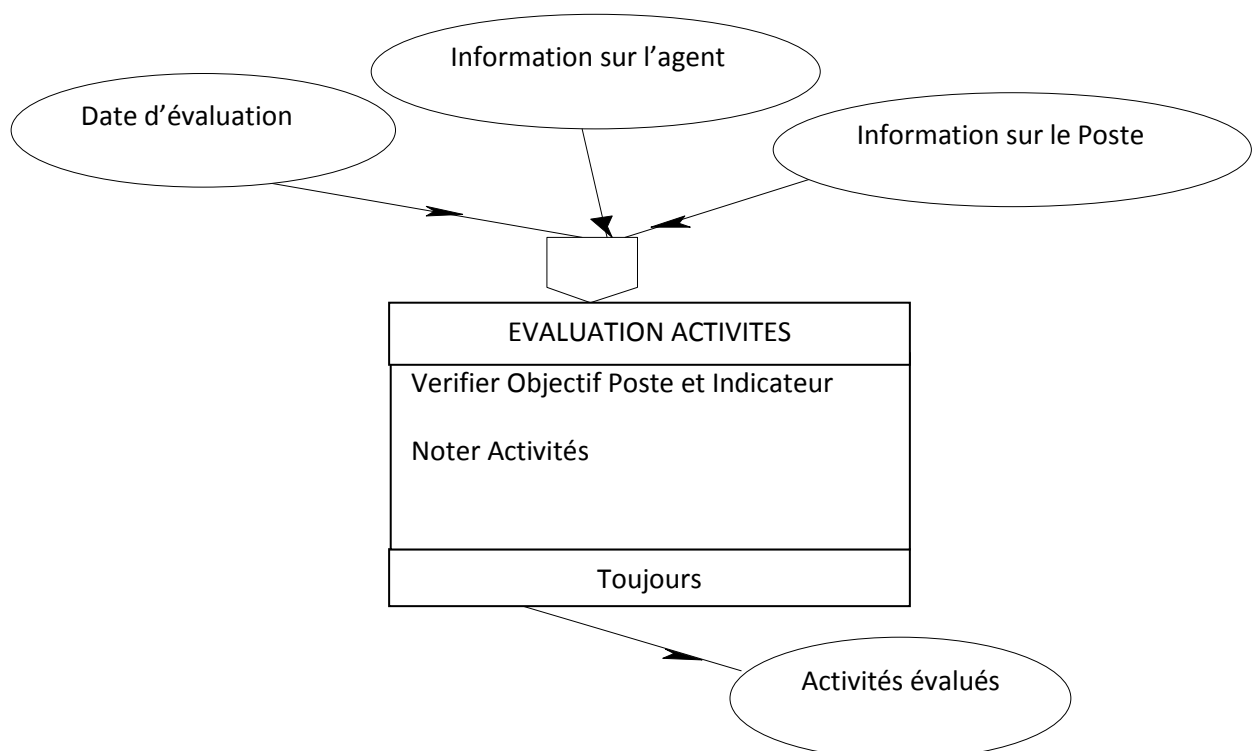 Information sur l’agent
Date d’évaluation
Information sur le Poste
EVALUATION ACTIVITES
Verifier Objectif Poste et Indicateur
Noter Activités
Toujours
Activités évalués